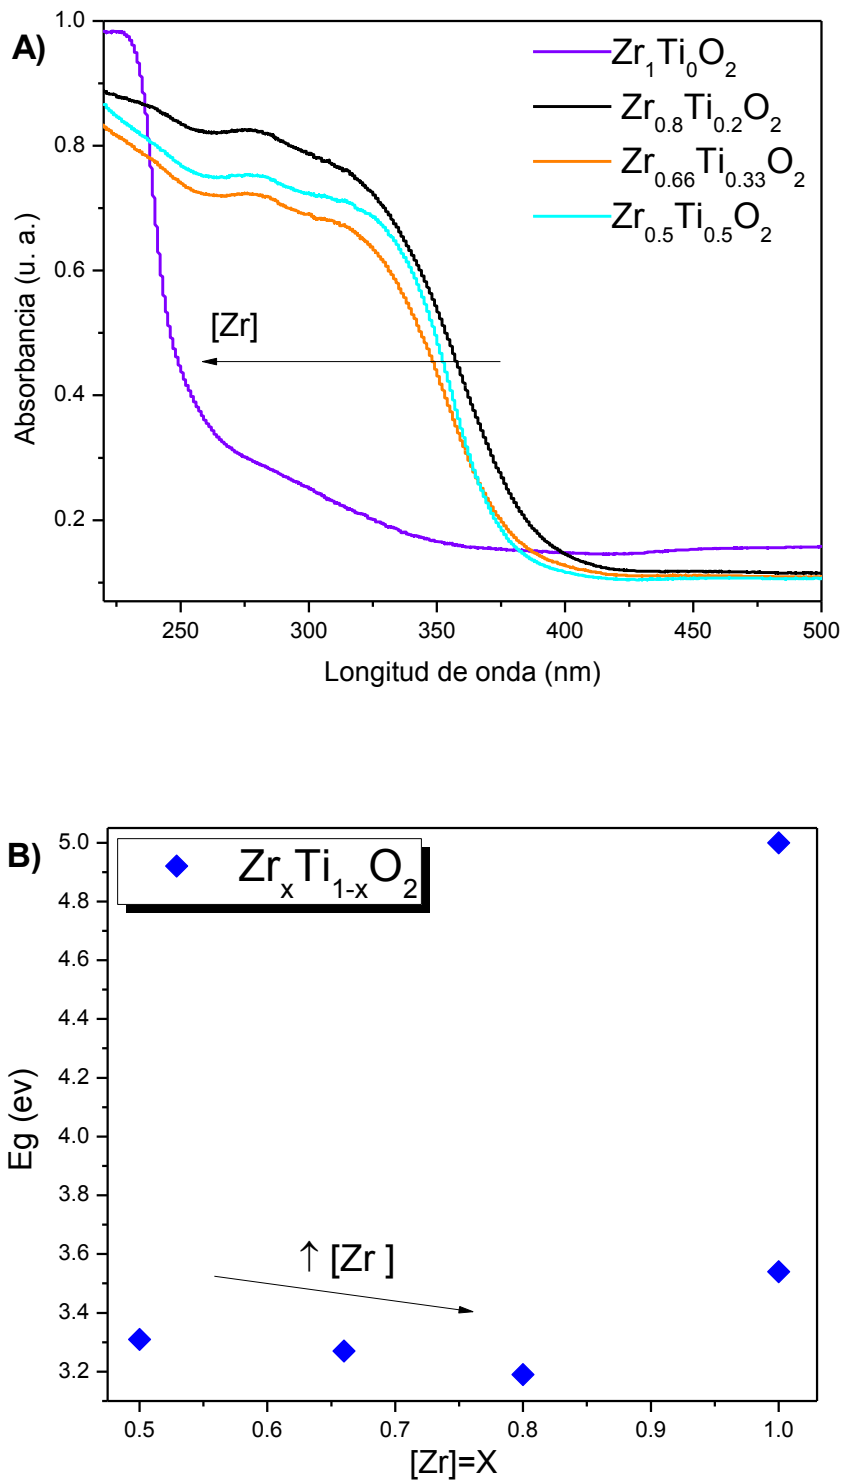 A)
Zr1Ti0O2
Zr0.8Ti0.2O2
Zr0.66Ti0.33O2
Zr0.5Ti0.5O2
[Zr]
1.0
0.8
0.6
0.4
0.2
Absorbancia (u. a.)
250 300 350 400 450 500
Longitud de onda (nm)
B)
ZrxTi1-xO2
5.0
4.8
4.6
4.4
4.2
4.0
3.8
3.6
3.4
3.2
Eg (ev)
↑ [Zr ]
0.5 0.6 0.7 0.8 0.9 1.0
[Zr]=X